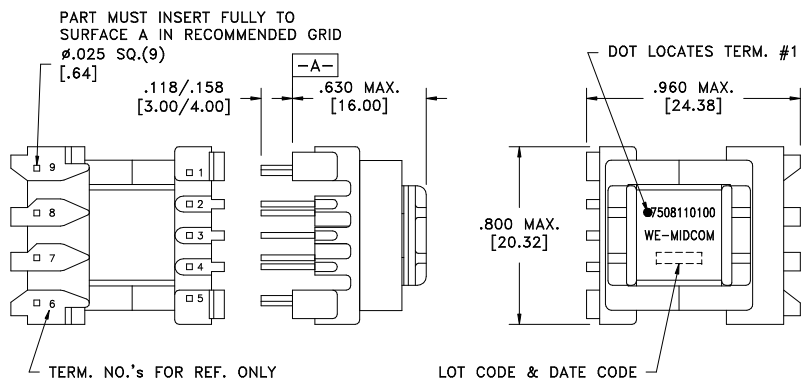 PART MUST INSERT FULLY TO
SURFACE A IN RECOMMENDED GRID
ø.025 SQ.(9)
[.64]
.118/.158
[3.00/4.00]
-A-
.630 MAX.
[16.00]
DOT LOCATES TERM. #1
.960 MAX.
[24.38]
9
8
7
6
1
2
3
4
5
.800 MAX.
[20.32]
7508110100
WE-MIDCOM
TERM. NO.'s FOR REF. ONLY
LOT CODE & DATE CODE